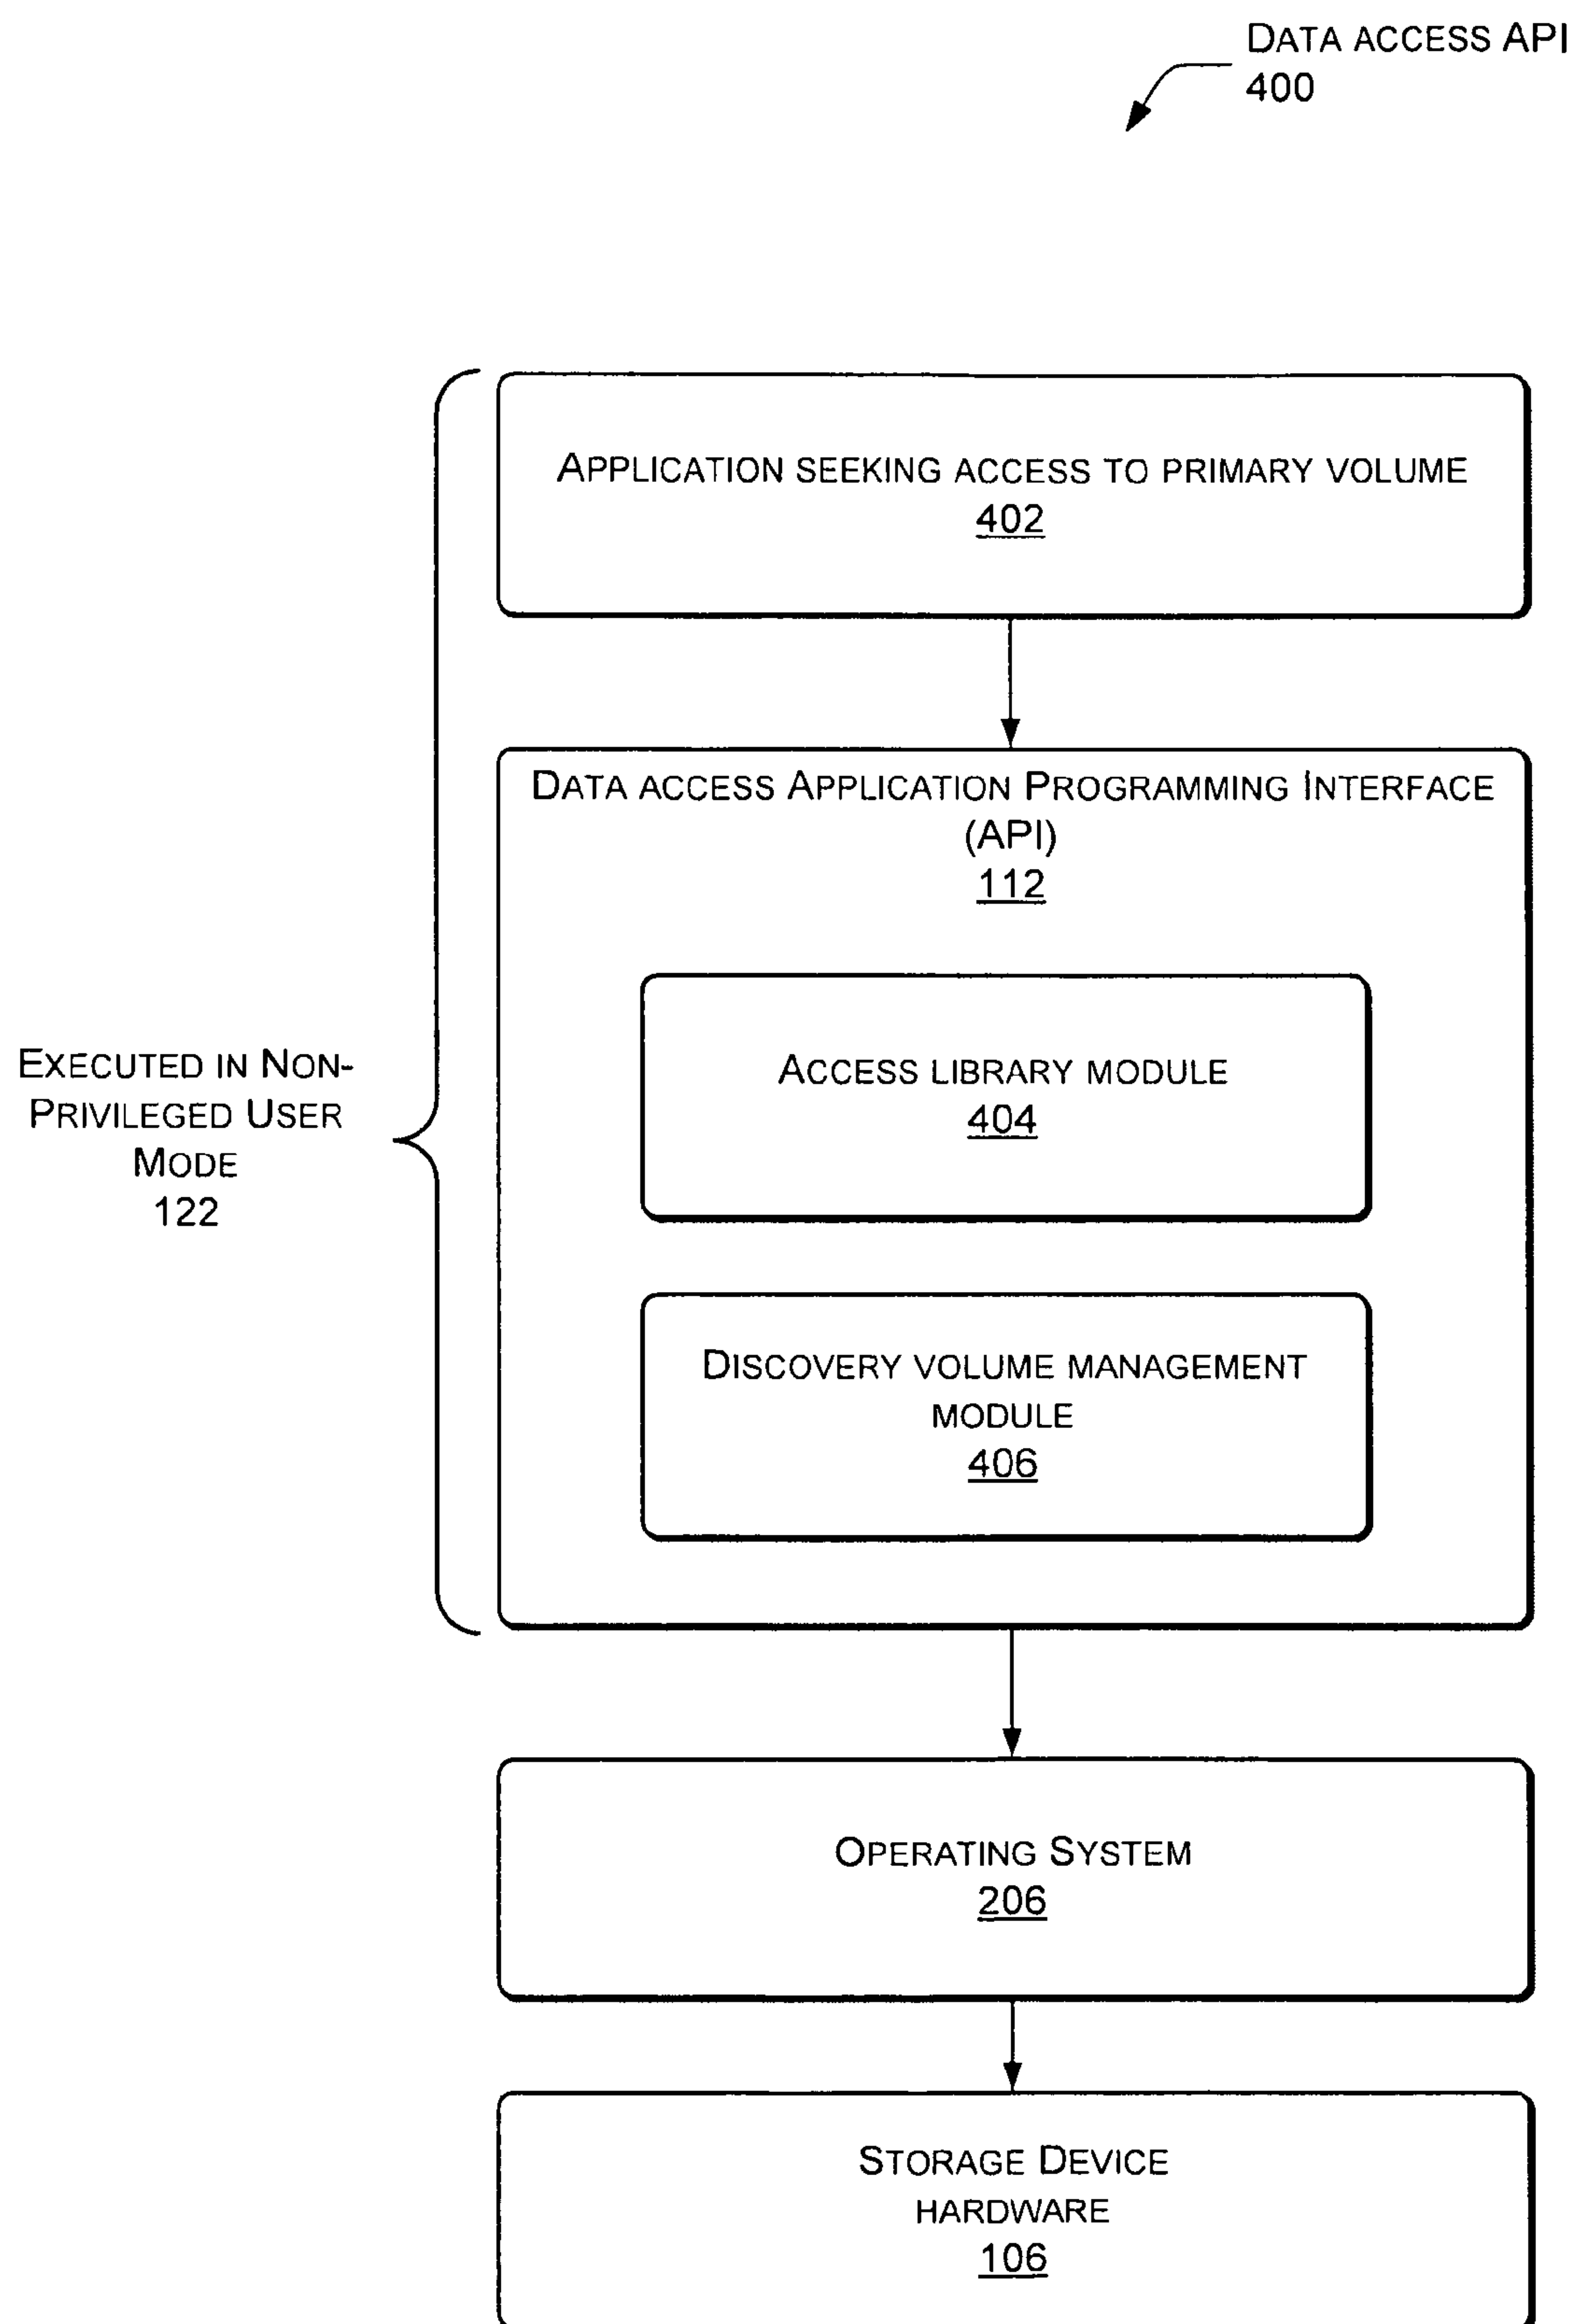 DATA ACCESS API
400
APPLICATION SEEKING ACCESS TO PRIMARY VOLUME
402
DATA ACCESS APPLICATION PROGRAMMING INTERFACE
(API)
112
ACCESS LIBRARY MODULE
404
EXECUTED IN NON-
PRIVILEGED USER
MODE
122
DISCOVERY VOLUME MANAGEMENT
MODULE
406
OPERATING SYSTEM
206
STORAGE DEVICE
HARDWARE
106